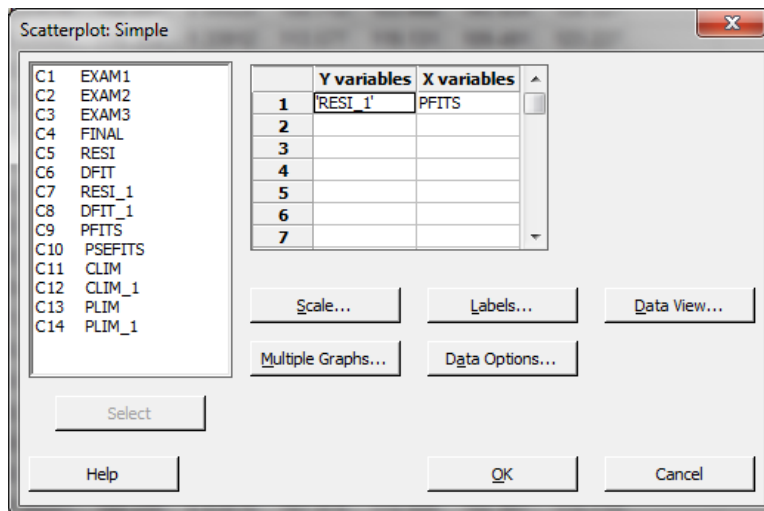 Scatterplot: Simple
C1 EXAM1
C2 EXAM2
C3 EXAM3
C4 FINAL
C5 RESI
C6 DFIT
C7 RESI_1
C8 DFIT_1
C9 PFITS
C10 PSEFITS
C11 CLIM
C12 CLIM_1
C13 PLIM
C14 PLIM_1
Y variables X variables
1 'RESI_1' PFITS
2
3
4
5
6
7
Scale... Labels... Data View...
Multiple Graphs... Data Options...
Select
Help OK Cancel